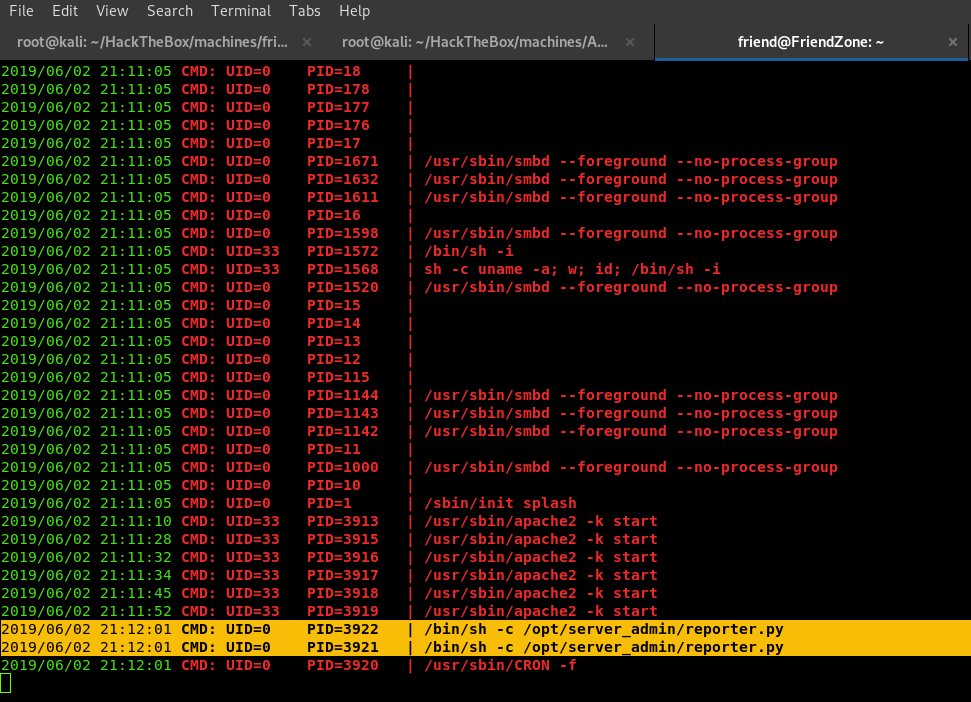 File Edit View Search Terminal Tabs Help
root@kali: ~/HackTheBox/machines/fri... × root@kali: ~/HackTheBox/machines/A... × friend@FriendZone: ~ ×
2019/06/02 21:11:05 CMD: UID=0    PID=18     |
2019/06/02 21:11:05 CMD: UID=0    PID=178    |
2019/06/02 21:11:05 CMD: UID=0    PID=177    |
2019/06/02 21:11:05 CMD: UID=0    PID=176    |
2019/06/02 21:11:05 CMD: UID=0    PID=17     |
2019/06/02 21:11:05 CMD: UID=0    PID=1671   | /usr/sbin/smbd --foreground --no-process-group
2019/06/02 21:11:05 CMD: UID=0    PID=1632   | /usr/sbin/smbd --foreground --no-process-group
2019/06/02 21:11:05 CMD: UID=0    PID=1611   | /usr/sbin/smbd --foreground --no-process-group
2019/06/02 21:11:05 CMD: UID=0    PID=16     |
2019/06/02 21:11:05 CMD: UID=0    PID=1598   | /usr/sbin/smbd --foreground --no-process-group
2019/06/02 21:11:05 CMD: UID=33   PID=1572   | /bin/sh -i
2019/06/02 21:11:05 CMD: UID=33   PID=1568   | sh -c uname -a; w; id; /bin/sh -i
2019/06/02 21:11:05 CMD: UID=0    PID=1520   | /usr/sbin/smbd --foreground --no-process-group
2019/06/02 21:11:05 CMD: UID=0    PID=15     |
2019/06/02 21:11:05 CMD: UID=0    PID=14     |
2019/06/02 21:11:05 CMD: UID=0    PID=13     |
2019/06/02 21:11:05 CMD: UID=0    PID=12     |
2019/06/02 21:11:05 CMD: UID=0    PID=115    |
2019/06/02 21:11:05 CMD: UID=0    PID=1144   | /usr/sbin/smbd --foreground --no-process-group
2019/06/02 21:11:05 CMD: UID=0    PID=1143   | /usr/sbin/smbd --foreground --no-process-group
2019/06/02 21:11:05 CMD: UID=0    PID=1142   | /usr/sbin/smbd --foreground --no-process-group
2019/06/02 21:11:05 CMD: UID=0    PID=11     |
2019/06/02 21:11:05 CMD: UID=0    PID=1000   | /usr/sbin/smbd --foreground --no-process-group
2019/06/02 21:11:05 CMD: UID=0    PID=10     |
2019/06/02 21:11:05 CMD: UID=0    PID=1      | /sbin/init splash
2019/06/02 21:11:10 CMD: UID=33   PID=3913   | /usr/sbin/apache2 -k start
2019/06/02 21:11:28 CMD: UID=33   PID=3915   | /usr/sbin/apache2 -k start
2019/06/02 21:11:32 CMD: UID=33   PID=3916   | /usr/sbin/apache2 -k start
2019/06/02 21:11:34 CMD: UID=33   PID=3917   | /usr/sbin/apache2 -k start
2019/06/02 21:11:45 CMD: UID=33   PID=3918   | /usr/sbin/apache2 -k start
2019/06/02 21:11:52 CMD: UID=33   PID=3919   | /usr/sbin/apache2 -k start
2019/06/02 21:12:01 CMD: UID=0    PID=3922   | /bin/sh -c /opt/server_admin/reporter.py
2019/06/02 21:12:01 CMD: UID=0    PID=3921   | /bin/sh -c /opt/server_admin/reporter.py
2019/06/02 21:12:01 CMD: UID=0    PID=3920   | /usr/sbin/CRON -f